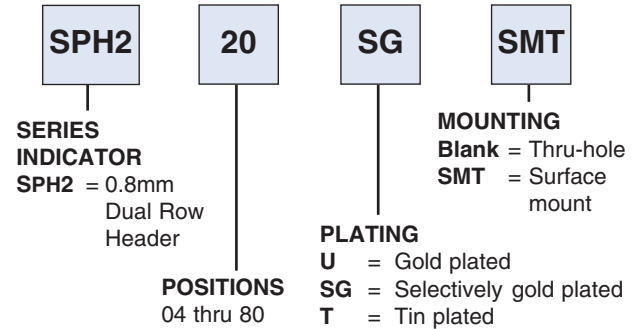 SPH2 20 SG SMT
SERIES
INDICATOR
SPH2 = 0.8mm
Dual Row
Header
POSITIONS
04 thru 80
PLATING
U = Gold plated
SG = Selectively gold plated
T = Tin plated
MOUNTING
Blank = Thru-hole
SMT = Surface
mount